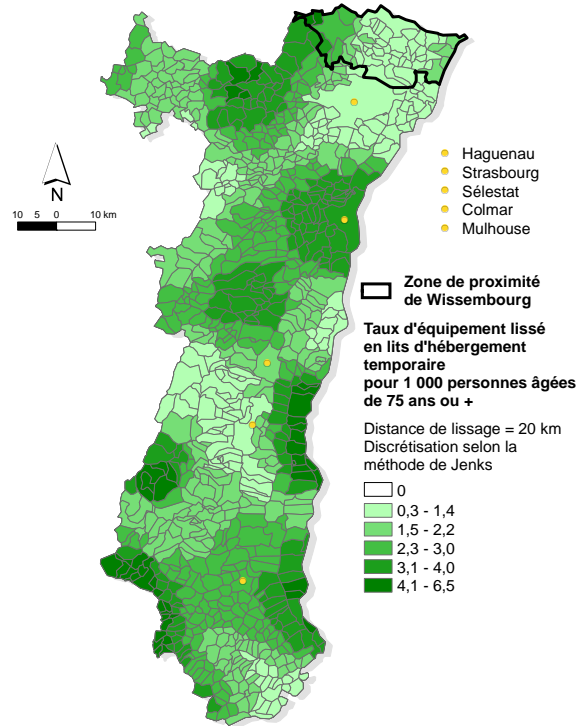 N
10 5 0 10 km
Haguenau
Strasbourg
Sélestat
Colmar
Mulhouse
Zone de proximité
de Wissembourg
Taux d'équipement lissé
en lits d'hébergement
temporaire
pour 1 000 personnes âgées
de 75 ans ou +
Distance de lissage = 20 km
Discrétisation selon la
méthode de Jenks
0
0,3 - 1,4
1,5 - 2,2
2,3 - 3,0
3,1 - 4,0
4,1 - 6,5